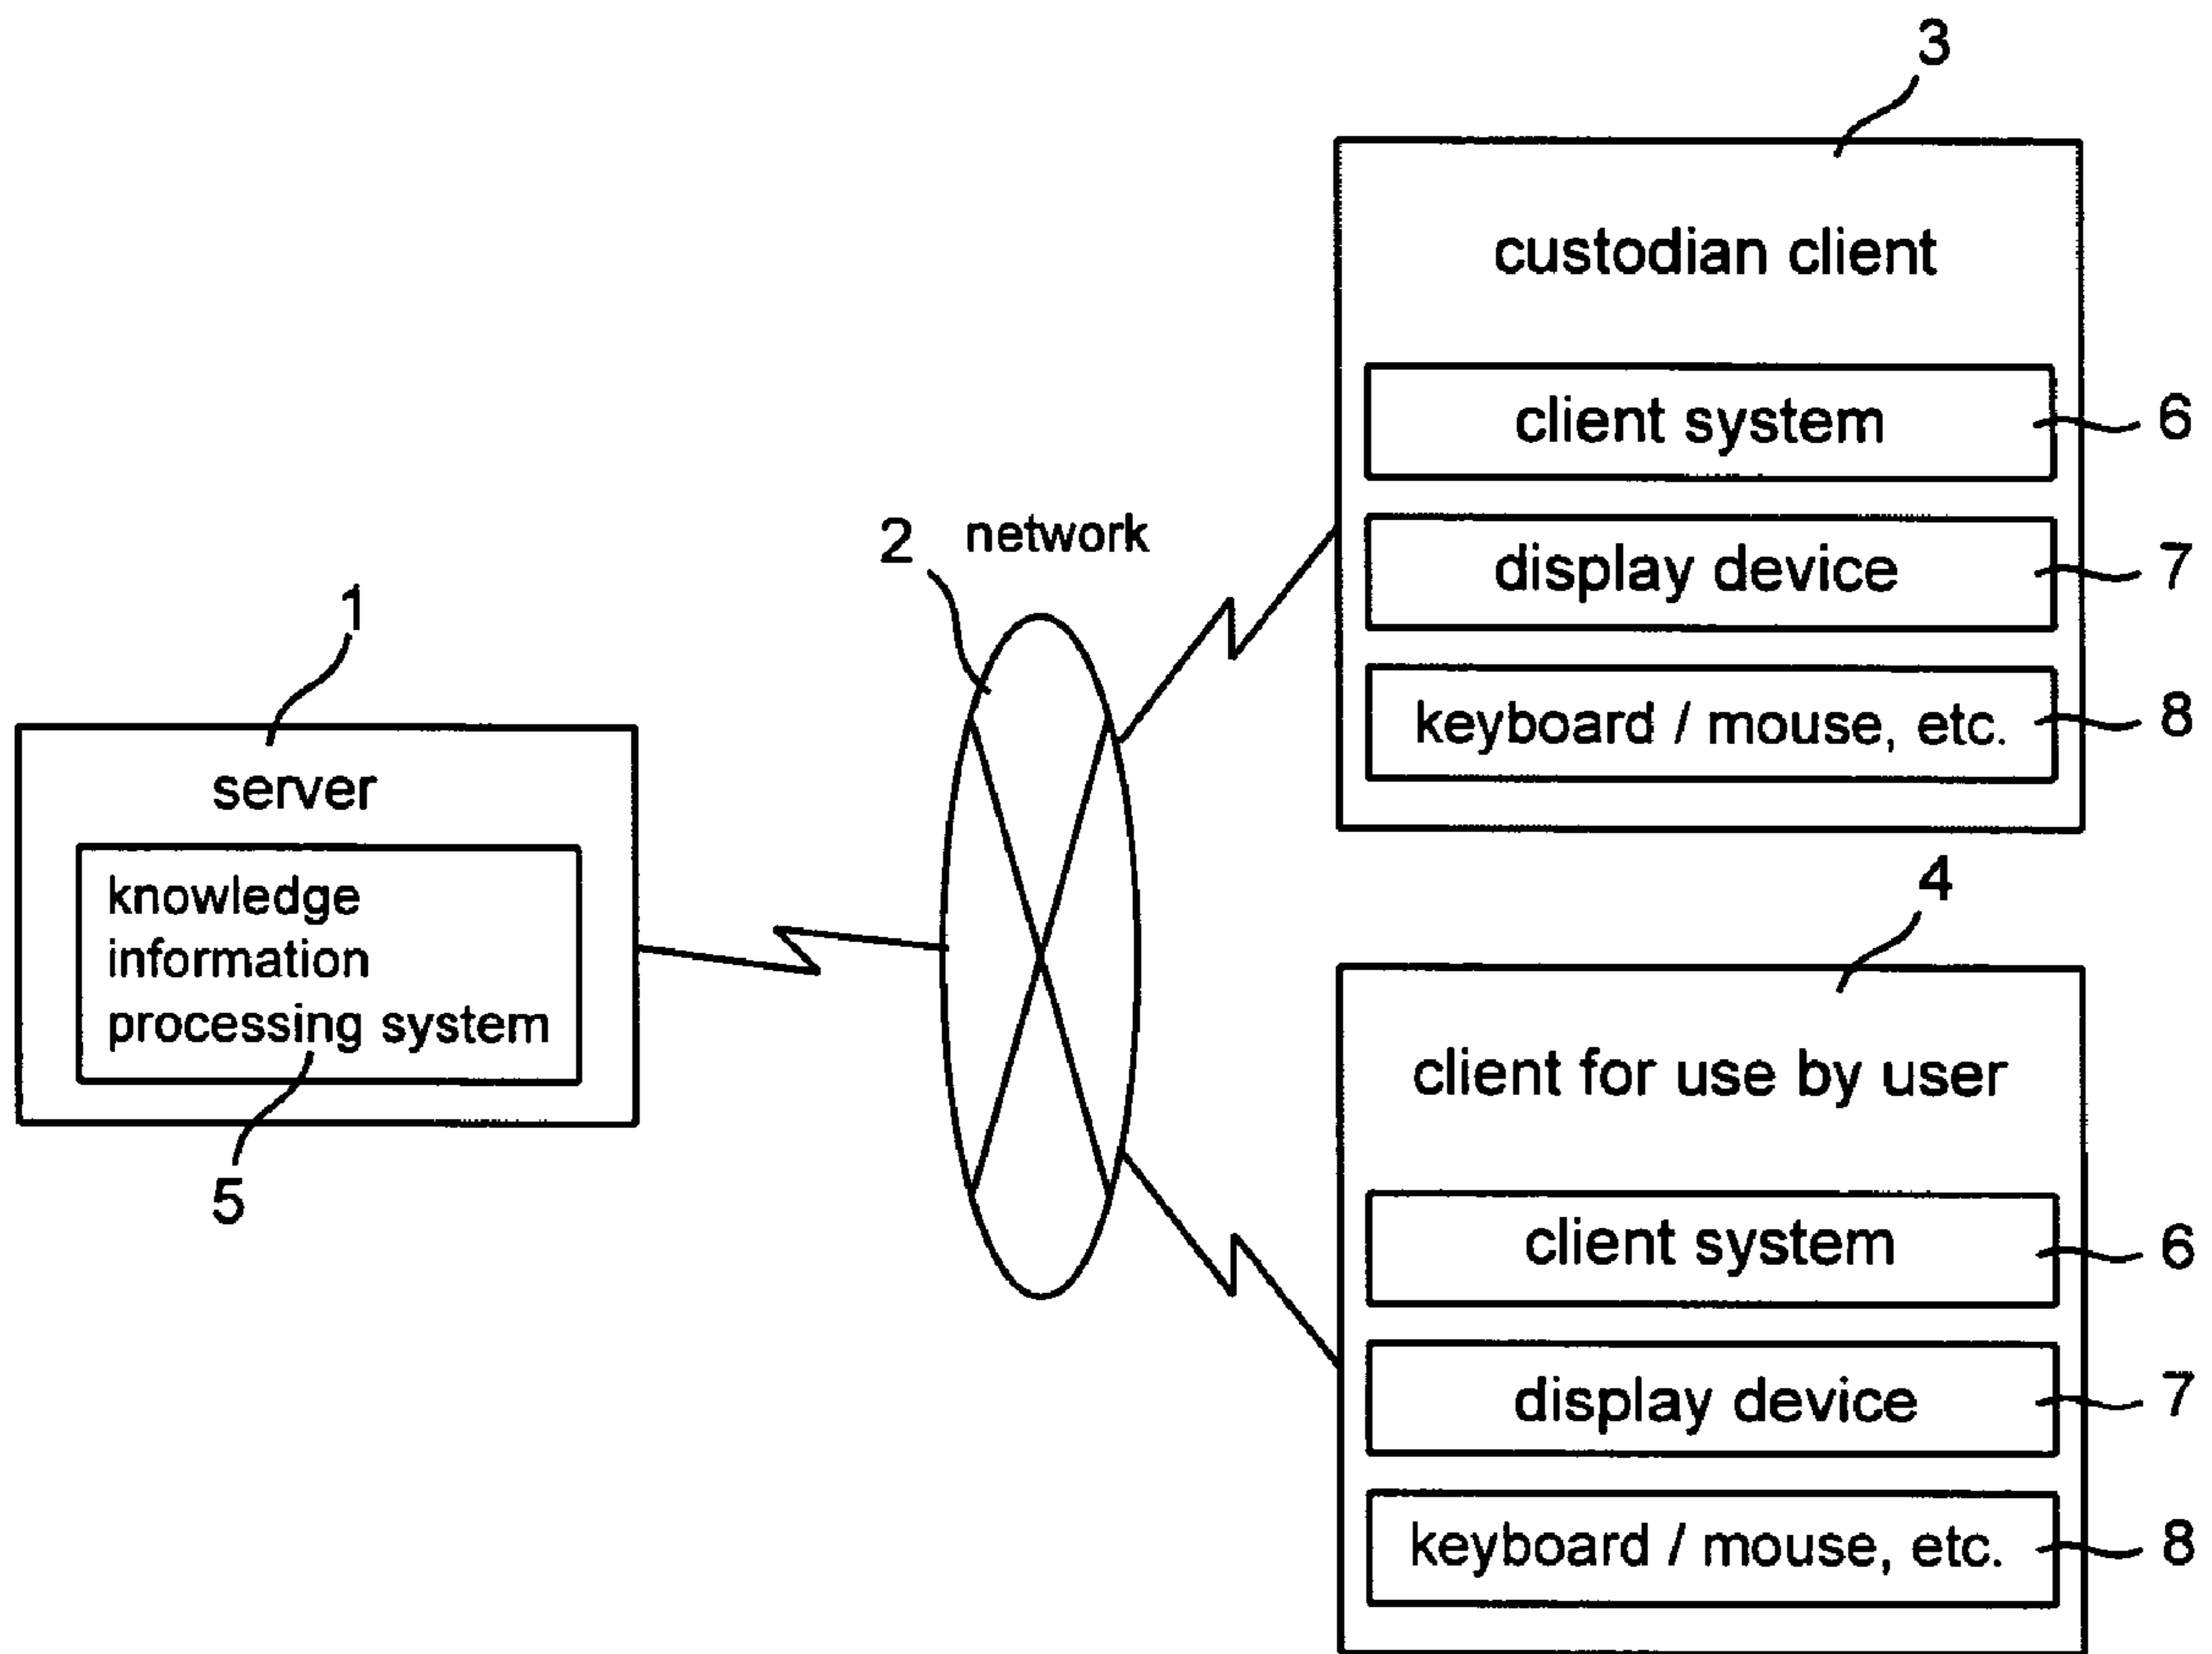 3
custodian client
client system
6
2 network
display device
7
1
keyboard / mouse, etc.
8
server
knowledge
information
processing system
4
client for use by user
5
client system
6
display device
7
keyboard / mouse, etc.
8